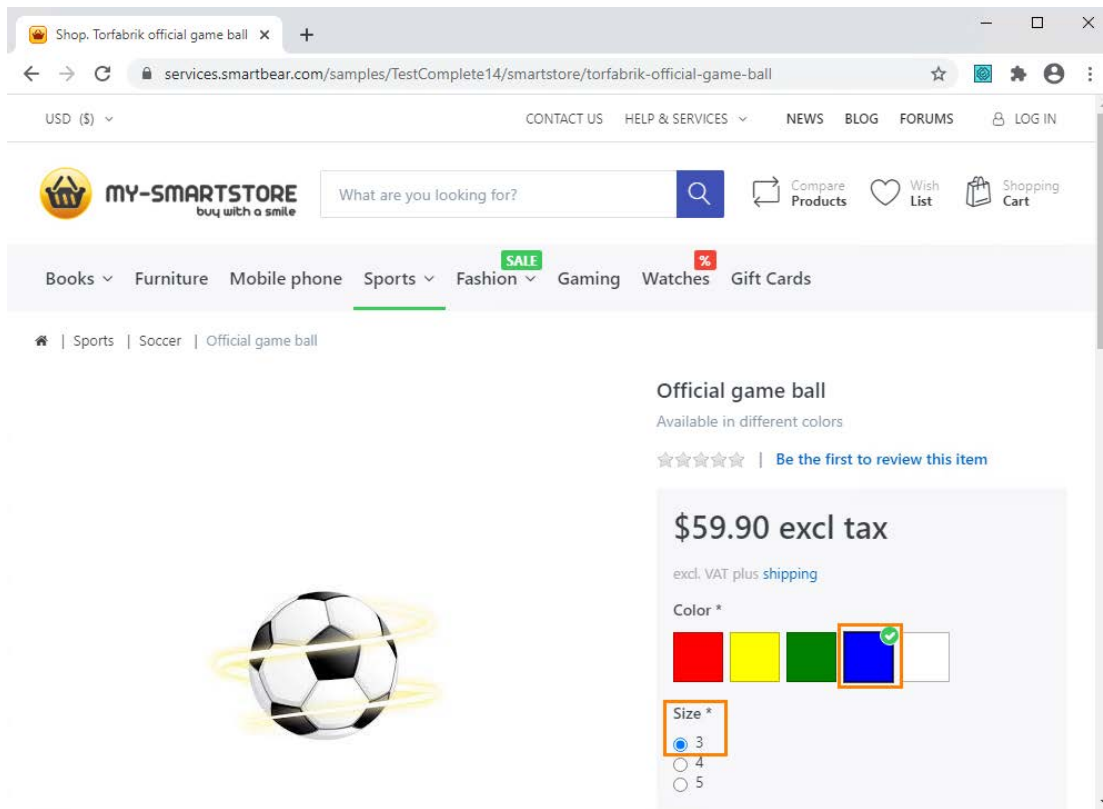 Shop. Torfabrik official game ball
services.smartbear.com/samples/TestComplete14/smartstore/torfabrik-official-game-ball
USD ($) CONTACT US HELP & SERVICES NEWS BLOG FORUMS LOG IN
MY-SMARTSTORE
buy with a smile
What are you looking for?
Compare
Products
Wish
List
Shopping
Cart
SALE %
Books Furniture Mobile phone Sports Fashion Gaming Watches Gift Cards
| Sports | Soccer | Official game ball
Official game ball
Available in different colors
| Be the first to review this item
$59.90 excl tax
excl. VAT plus shipping
Color *
Size *
3
4
5